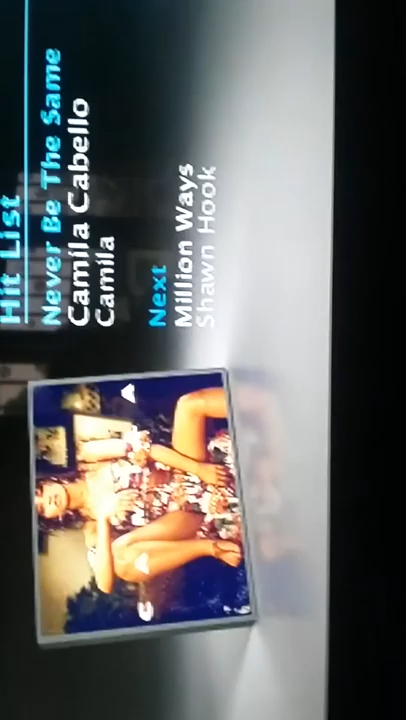 Hit List
Never Be The Same
Camila Cabello
Camila
Next
Million Ways
Shawn Hook
C A A